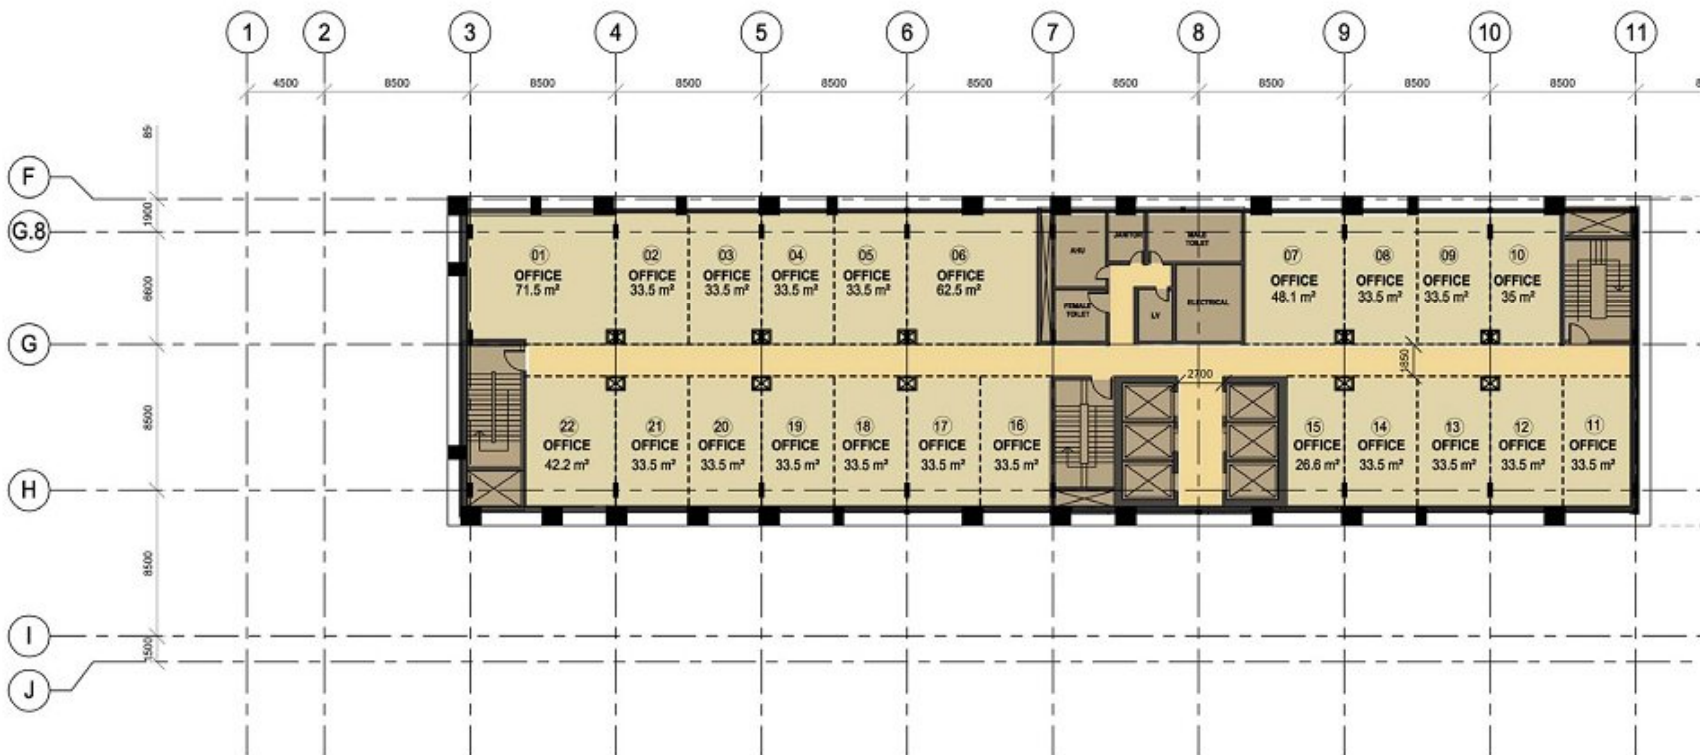 1 2 3 4 5 6 7 8 9 10 11
4500 8500 8500 8500 8500 8500 8500 8500 8500 8500
F
G.8
G
H
I
J
1900
6600
8500
8500
1500
01 02 03 04 05 06 07 08 09 10
OFFICE OFFICE OFFICE OFFICE OFFICE OFFICE OFFICE OFFICE OFFICE OFFICE
71.5 m² 33.5 m² 33.5 m² 33.5 m² 33.5 m² 62.5 m² 48.1 m² 33.5 m² 33.5 m² 35 m²
AHU
JANITOR
MALE
TOILET
FEMALE
TOILET
LV
ELECTRICAL
1850
2700
22 21 20 19 18 17 16 15 14 13 12 11
OFFICE OFFICE OFFICE OFFICE OFFICE OFFICE OFFICE OFFICE OFFICE OFFICE OFFICE OFFICE
42.2 m² 33.5 m² 33.5 m² 33.5 m² 33.5 m² 33.5 m² 33.5 m² 26.6 m² 33.5 m² 33.5 m² 33.5 m² 33.5 m²